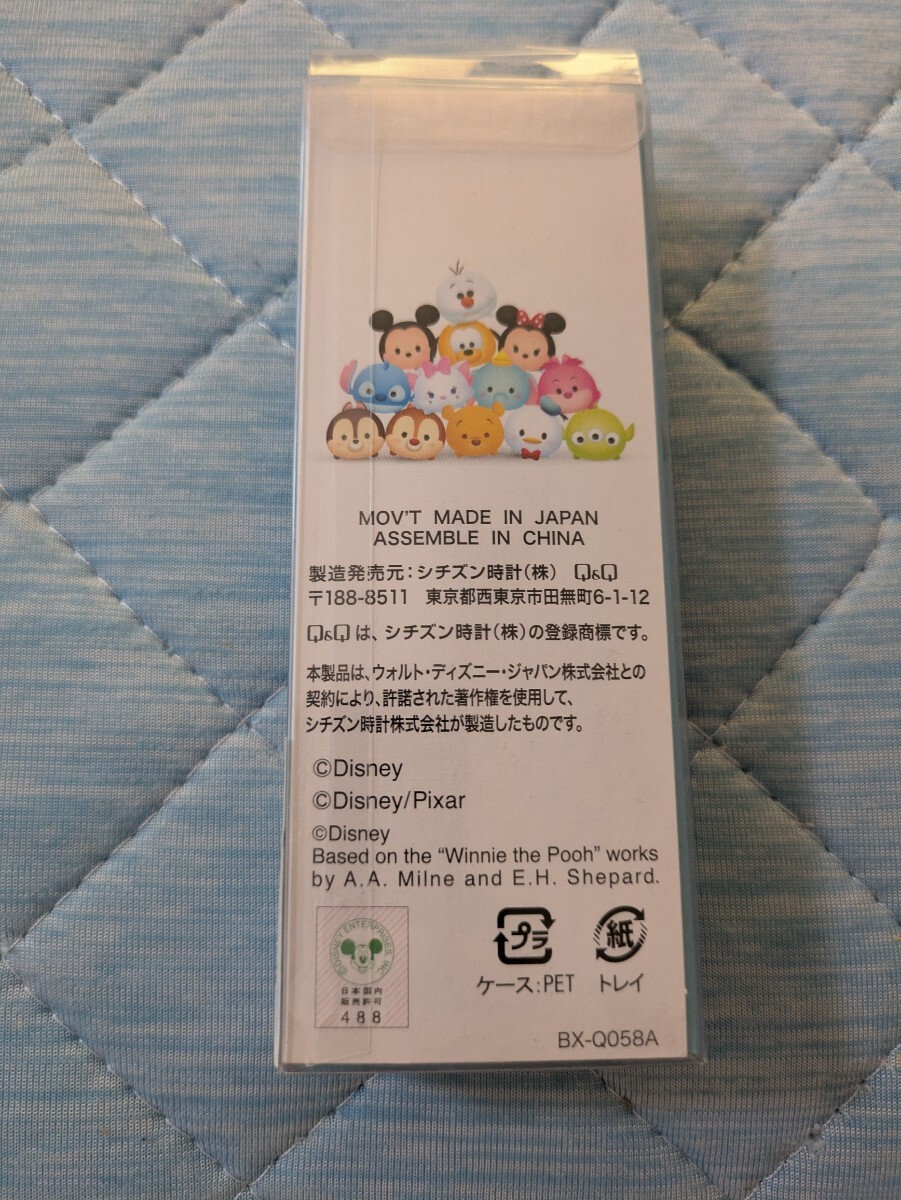 MOV'T MADE IN JAPAN
ASSEMBLE IN CHINA
製造発売元：シチズン時計（株） Q&Q
〒188-8511 東京都西東京市田無町6-1-12
Q&Q は、シチズン時計（株）の登録商標です。
本製品は、ウォルト・ディズニー・ジャパン株式会社との
契約により、許諾された著作権を使用して、
シチズン時計株式会社が製造したものです。
©Disney
©Disney/Pixar
©Disney
Based on the “Winnie the Pooh” works
by A.A. Milne and E.H. Shepard.
©DISNEY ENTERPRISES, INC.
日本国内
販売許可
488
プラ
ケース：PET
紙
トレイ
BX-Q058A